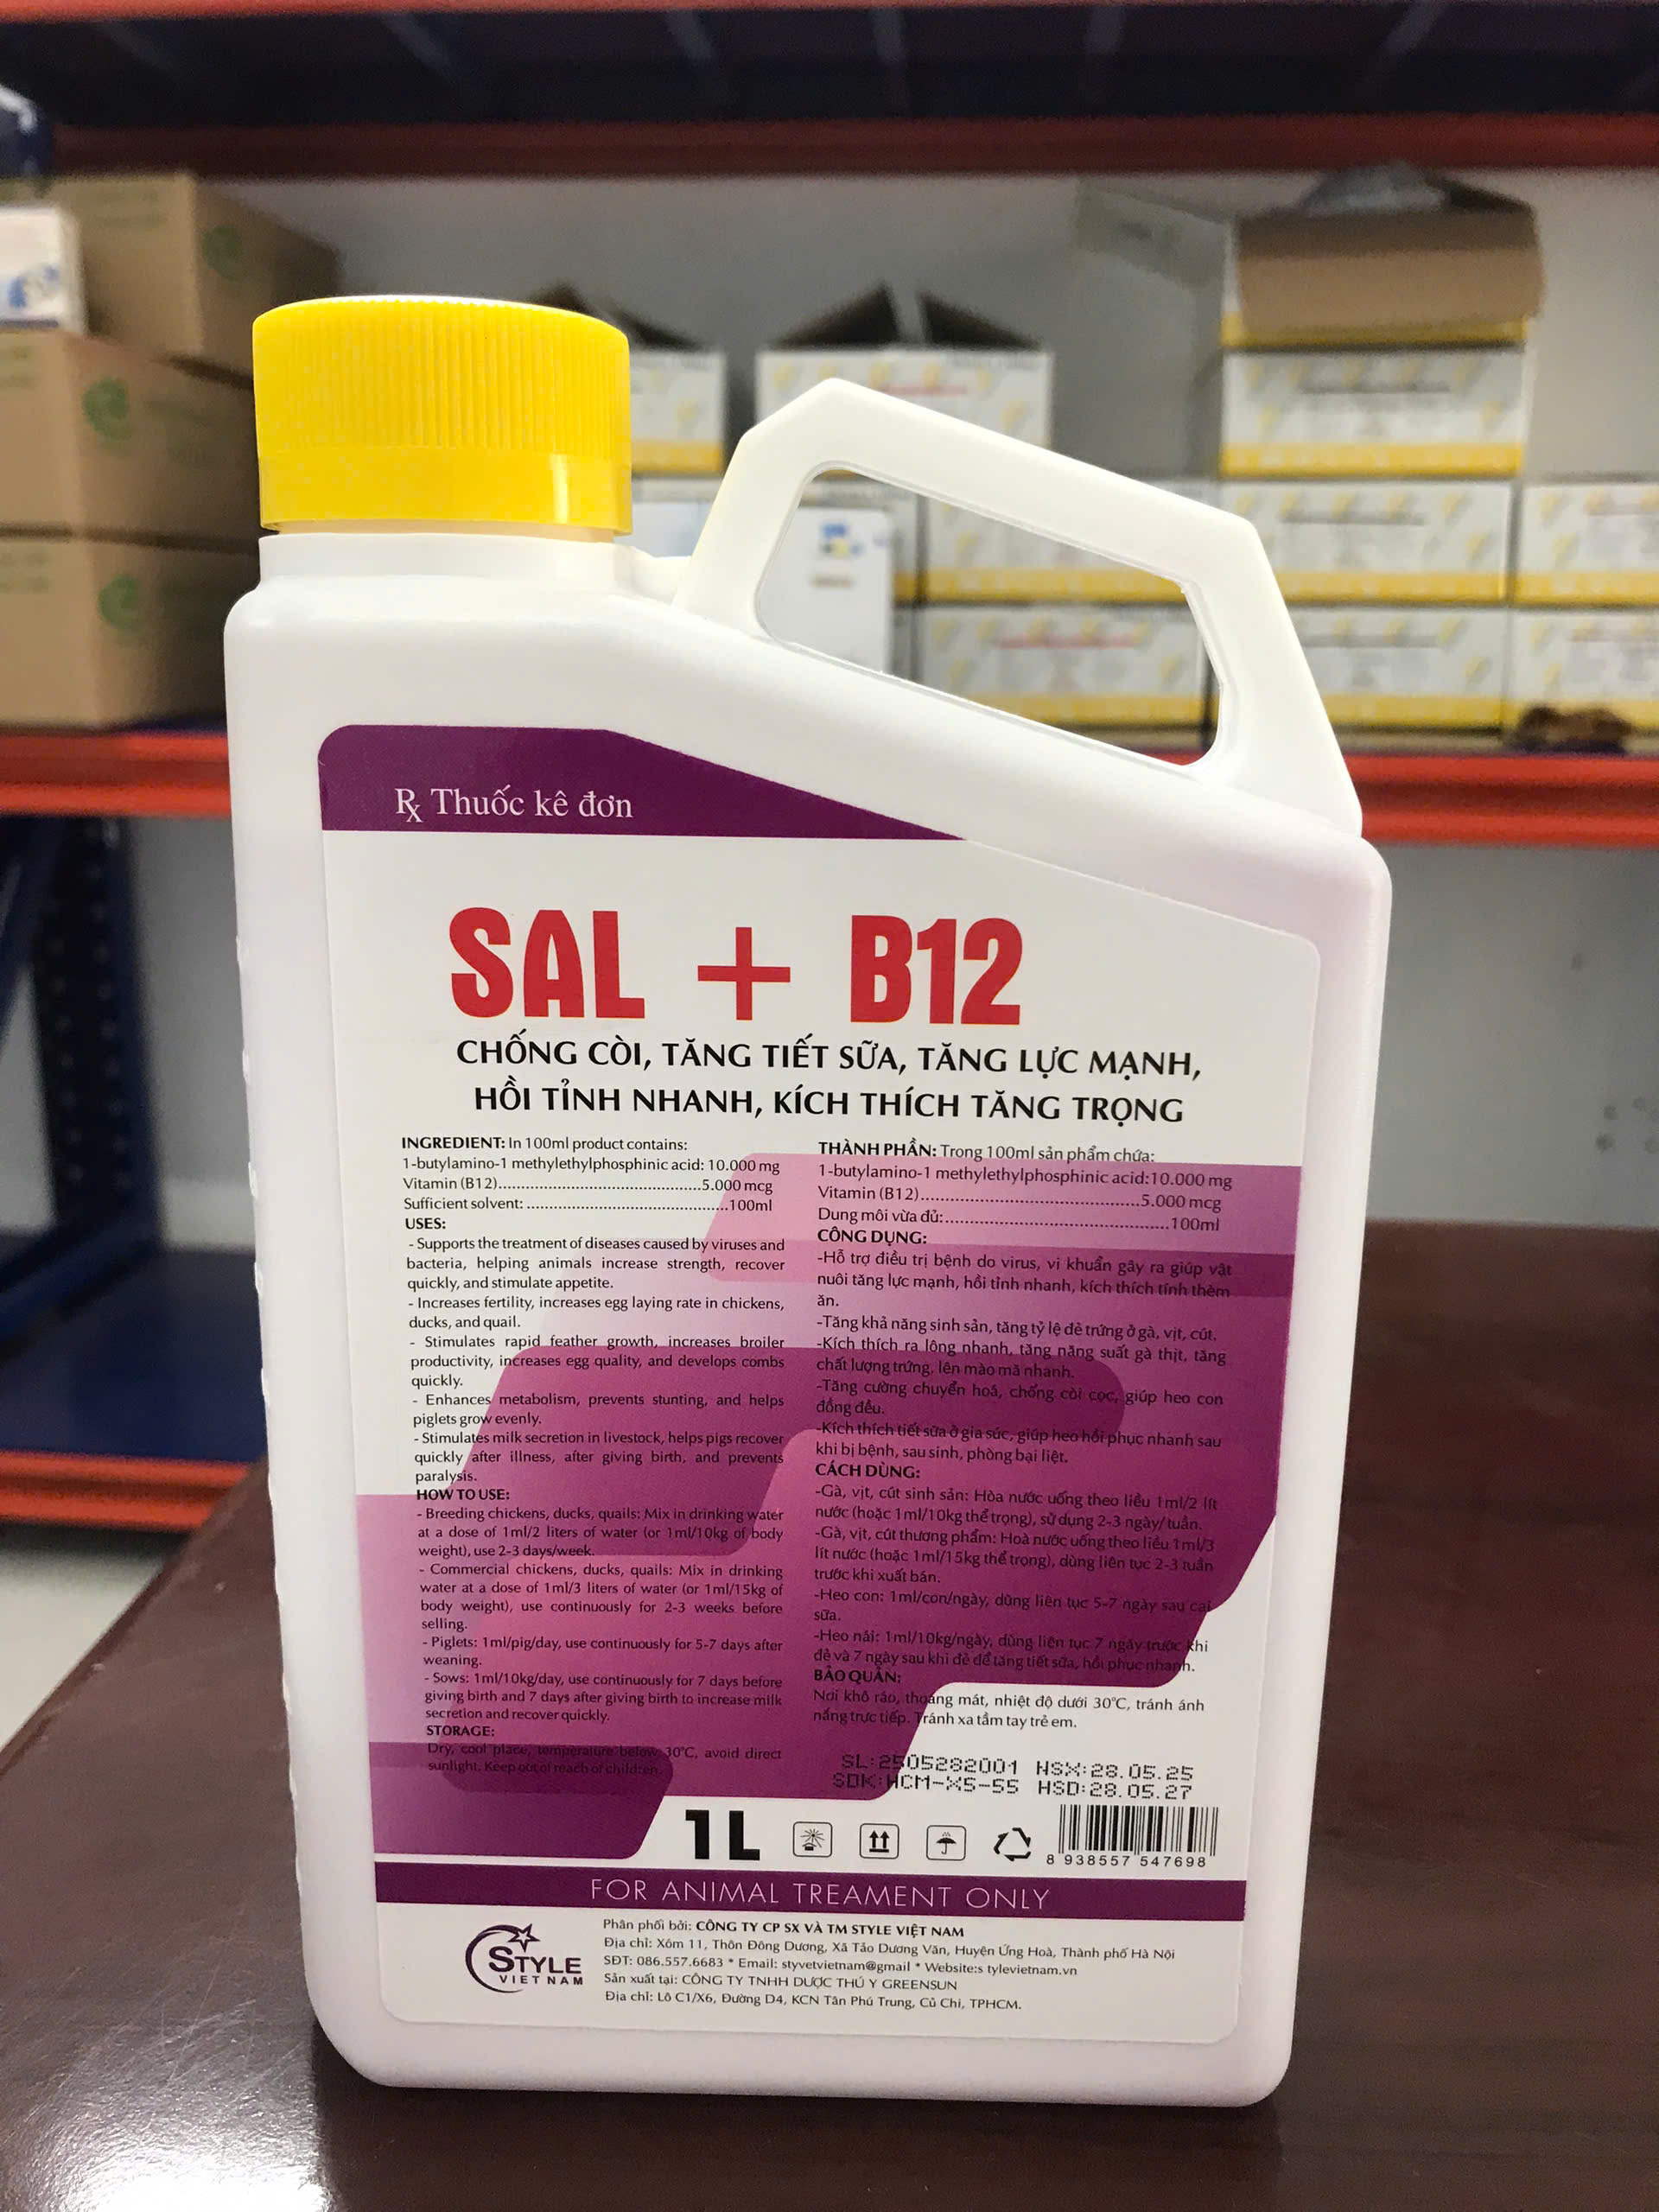 Rx Thuốc kê đơn
SAL + B12
CHỐNG CÒI, TĂNG TIẾT SỮA, TĂNG LỰC MẠNH,
HỒI TỈNH NHANH, KÍCH THÍCH TĂNG TRỌNG
INGREDIENT: In 100ml product contains:
1-butylamino-1 methylethylphosphinic acid: 10.000 mg
Vitamin (B12)..............................................5.000 mcg
Sufficient solvent: ..............................................100ml
USES:
- Supports the treatment of diseases caused by viruses and
bacteria, helping animals increase strength, recover
quickly, and stimulate appetite.
- Increases fertility, increases egg laying rate in chickens,
ducks, and quail.
- Stimulates rapid feather growth, increases broiler
productivity, increases egg quality, and develops combs
quickly.
- Enhances metabolism, prevents stunting, and helps
piglets grow evenly.
- Stimulates milk secretion in livestock, helps pigs recover
quickly after illness, after giving birth, and prevents
paralysis.
HOW TO USE:
- Breeding chickens, ducks, quails: Mix in drinking water
at a dose of 1ml/2 liters of water (or 1ml/10kg of body
weight), use 2-3 days/week.
- Commercial chickens, ducks, quails: Mix in drinking
water at a dose of 1ml/3 liters of water (or 1ml/15kg of
body weight), use continuously for 2-3 weeks before
selling.
- Piglets: 1ml/pig/day, use continuously for 5-7 days after
weaning.
- Sows: 1ml/10kg/day, use continuously for 7 days before
giving birth and 7 days after giving birth to increase milk
secretion and recover quickly.
STORAGE:
Dry, cool place, temperature below 30°C, avoid direct
sunlight. Keep out of reach of children.
THÀNH PHẦN: Trong 100ml sản phẩm chứa:
1-butylamino-1 methylethylphosphinic acid:10.000 mg
Vitamin (B12)..................................................5.000 mcg
Dung môi vừa đủ:..................................................100ml
CÔNG DỤNG:
-Hỗ trợ điều trị bệnh do virus, vi khuẩn gây ra giúp vật
nuôi tăng lực mạnh, hồi tỉnh nhanh, kích thích tính thèm
ăn.
-Tăng khả năng sinh sản, tăng tỷ lệ đẻ trứng ở gà, vịt, cút.
-Kích thích ra lông nhanh, tăng năng suất gà thịt, tăng
chất lượng trứng, lên mào mã nhanh.
-Tăng cường chuyển hoá, chống còi cọc, giúp heo con
đồng đều.
-Kích thích tiết sữa ở gia súc, giúp heo hồi phục nhanh sau
khi bị bệnh, sau sinh, phòng bại liệt.
CÁCH DÙNG:
-Gà, vịt, cút sinh sản: Hòa nước uống theo liều 1ml/2 lít
nước (hoặc 1ml/10kg thể trọng), sử dụng 2-3 ngày/tuần.
-Gà, vịt, cút thương phẩm: Hoà nước uống theo liều 1ml/3
lít nước (hoặc 1ml/15kg thể trọng), dùng liên tục 2-3 tuần
trước khi xuất bán.
-Heo con: 1ml/con/ngày, dùng liên tục 5-7 ngày sau cai
sữa.
-Heo nái: 1ml/10kg/ngày, dùng liên tục 7 ngày trước khi
đẻ và 7 ngày sau khi đẻ để tăng tiết sữa, hồi phục nhanh.
BẢO QUẢN:
Nơi khô ráo, thoáng mát, nhiệt độ dưới 30°C, tránh ánh
nắng trực tiếp. Tránh xa tầm tay trẻ em.
SL:2505282001 HSX:28.05.25
SDK:HCM-X5-55 HSD:28.05.27
1L
8 938557 547698
FOR ANIMAL TREAMENT ONLY
STYLE
VIET NAM
Phân phối bởi: CÔNG TY CP SX VÀ TM STYLE VIỆT NAM
Địa chỉ: Xóm 11, Thôn Đông Dương, Xã Tảo Dương Văn, Huyện Ứng Hoà, Thành phố Hà Nội
SĐT: 086.557.6683 * Email: styvetvietnam@gmail * Website:s tylevietnam.vn
Sản xuất tại: CÔNG TY TNHH DƯỢC THÚ Y GREENSUN
Địa chỉ: Lô C1/X6, Đường D4, KCN Tân Phú Trung, Củ Chi, TPHCM.